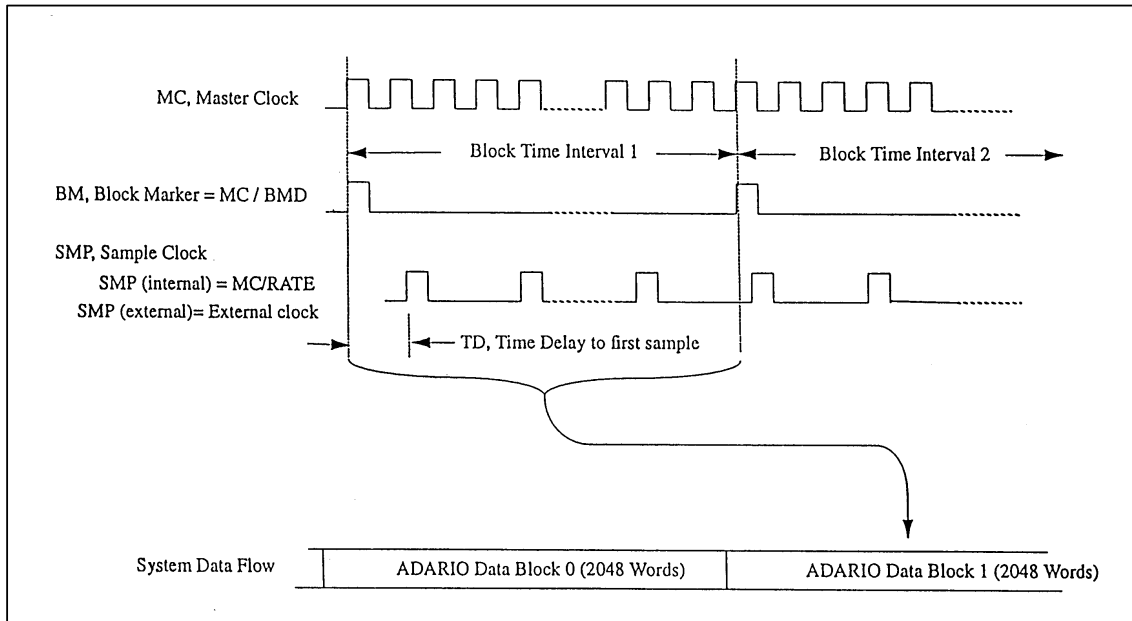 MC, Master Clock
Block Time Interval 1
Block Time Interval 2
BM, Block Marker = MC / BMD
SMP, Sample Clock
SMP (internal) = MC/RATE
SMP (external)= External clock
TD, Time Delay to first sample
System Data Flow
ADARIO Data Block 0 (2048 Words)
ADARIO Data Block 1 (2048 Words)